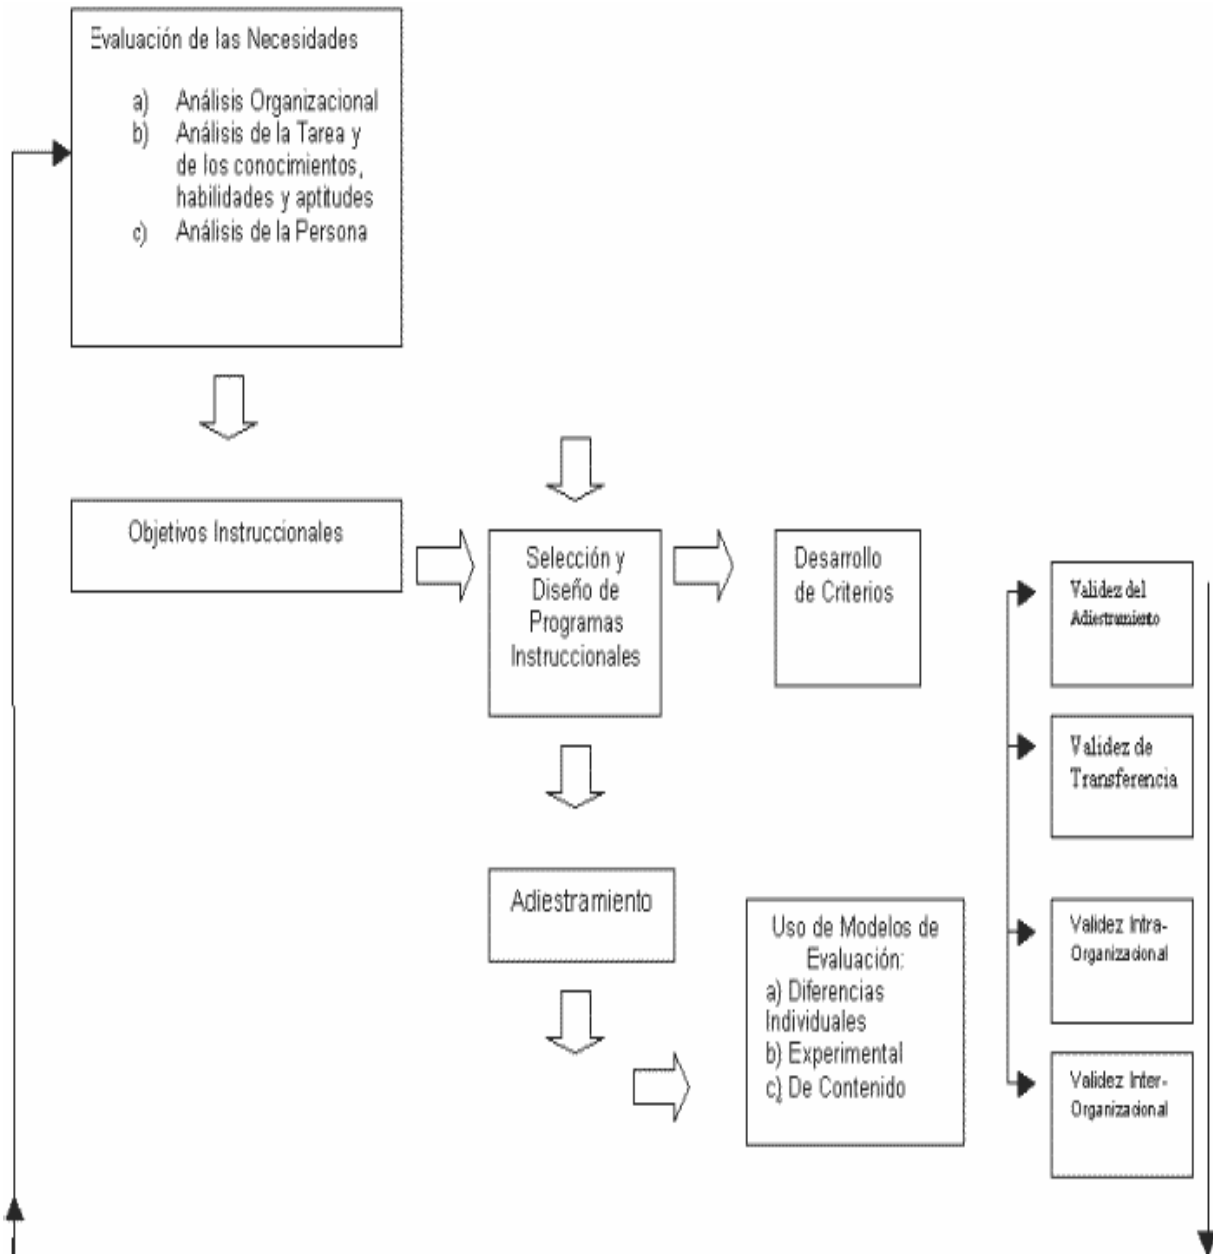 Evaluación de las Necesidades
a) Análisis Organizacional
b) Análisis de la Tarea y
de los conocimientos,
habilidades y aptitudes
c) Análisis de la Persona
Objetivos Instruccionales
Selección y
Diseño de
Programas
Instruccionales
Desarrollo
de Criterios
Validez del
Adiestramiento
Validez de
Transferencia
Adiestramiento
Uso de Modelos de
Evaluación:
a) Diferencias
Individuales
b) Experimental
c) De Contenido
Validez Intra-
Organizacional
Validez Inter-
Organizacional